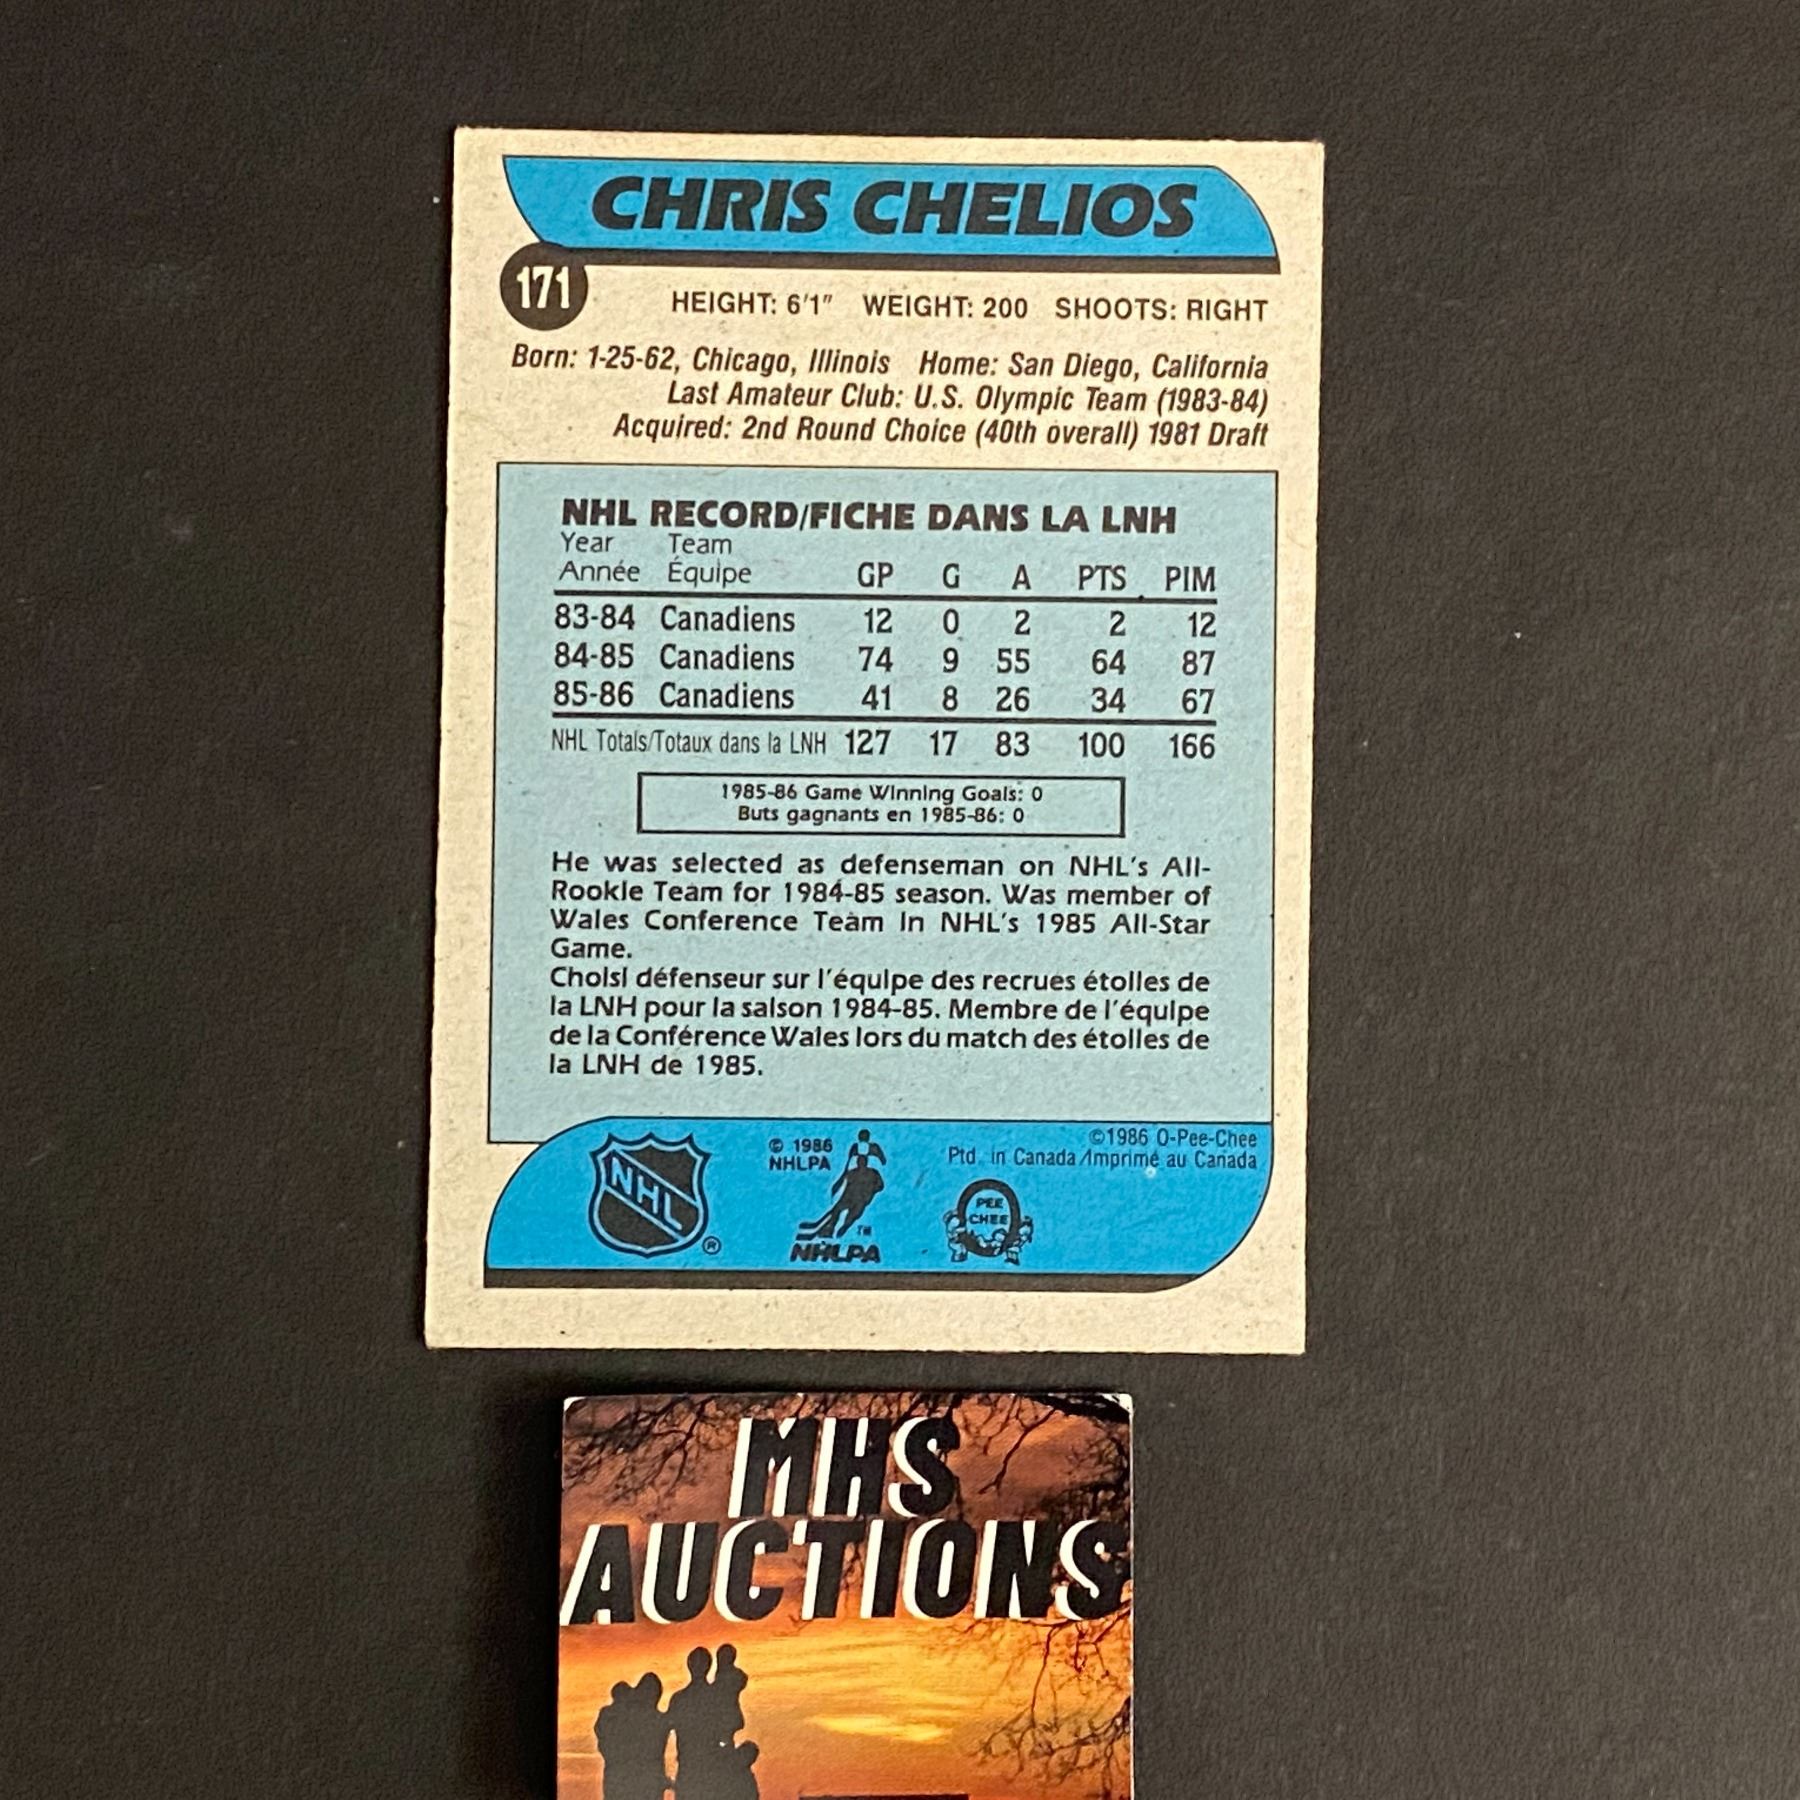 CHRIS CHELIOS
171
HEIGHT: 6'1" WEIGHT: 200 SHOOTS: RIGHT
Born: 1-25-62, Chicago, Illinois Home: San Diego, California
Last Amateur Club: U.S. Olympic Team (1983-84)
Acquired: 2nd Round Choice (40th overall) 1981 Draft
NHL RECORD/FICHE DANS LA LNH
Year Team
Année Équipe GP G A PTS PIM
83-84 Canadiens 12 0 2 2 12
84-85 Canadiens 74 9 55 64 87
85-86 Canadiens 41 8 26 34 67
NHL Totals/Totaux dans la LNH 127 17 83 100 166
1985-86 Game Winning Goals: 0
Buts gagnants en 1985-86: 0
He was selected as defenseman on NHL's All-
Rookie Team for 1984-85 season. Was member of
Wales Conference Team in NHL's 1985 All-Star
Game.
Choisi défenseur sur l'équipe des recrues étoiles de
la LNH pour la saison 1984-85. Membre de l'équipe
de la Conférence Wales lors du match des étoiles de
la LNH de 1985.
NHL ®
© 1986
NHLPA
TM
NHLPA
©1986 O-Pee-Chee
Ptd. in Canada/Imprimé au Canada
PEE
CHEE
MHS
AUCTIONS